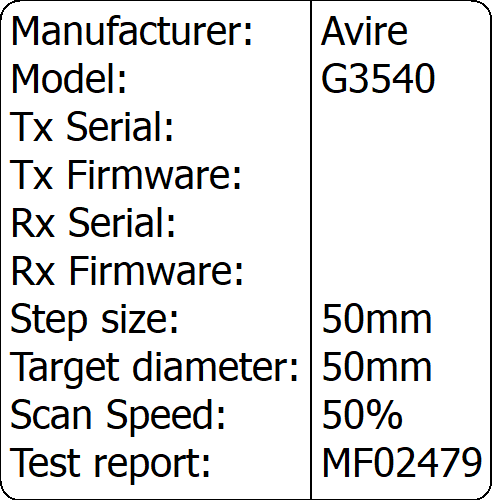 Manufacturer: Avire
Model: G3540
Tx Serial:
Tx Firmware:
Rx Serial:
Rx Firmware:
Step size: 50mm
Target diameter: 50mm
Scan Speed: 50%
Test report: MF02479